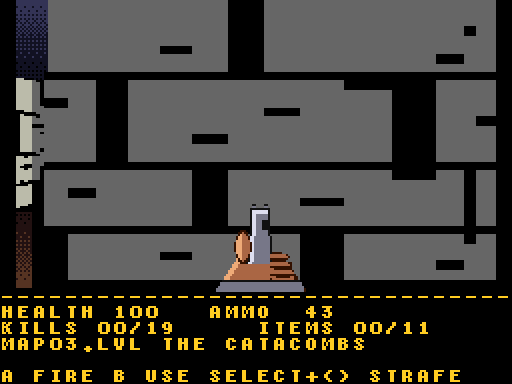 HEALTH 100 AMMO 43
KILLS 00/19 ITEMS 00/11
MAP03.LVL THE CATACOMBS
A FIRE B USE SELECT+<> STRAFE